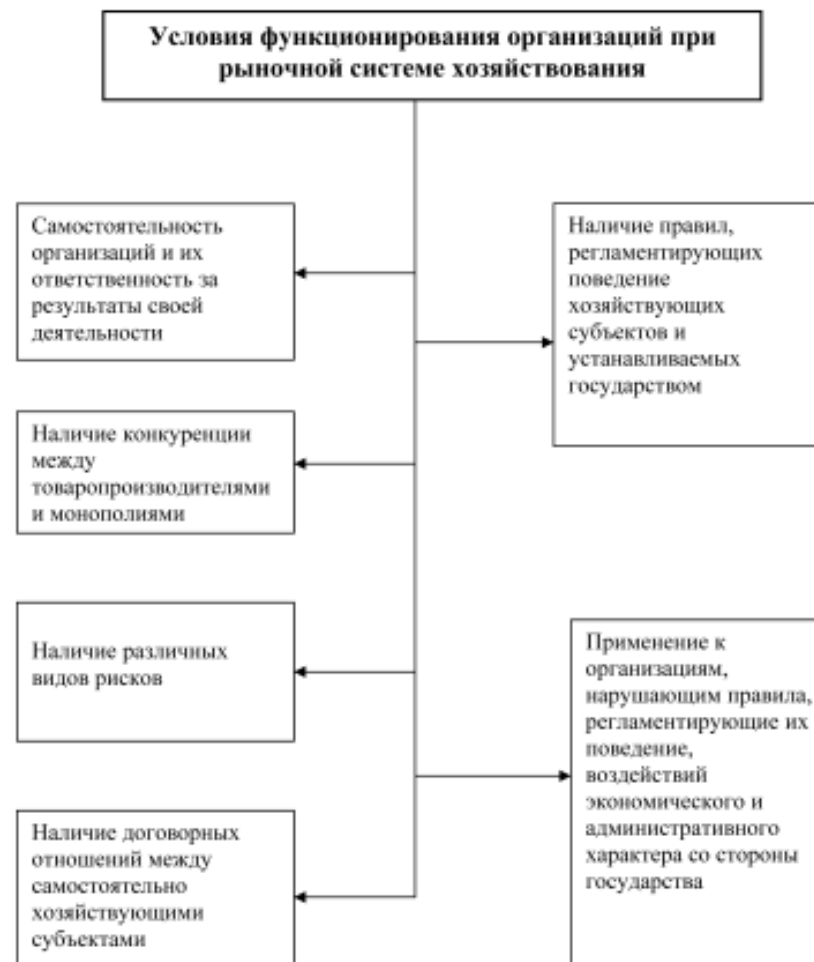 Условия функционирования организаций при
рыночной системе хозяйствования
Самостоятельность
организаций и их
ответственность за
результаты своей
деятельности
Наличие правил,
регламентирующих
поведение
хозяйствующих
субъектов и
устанавливаемых
государством
Наличие конкуренции
между
товаропроизводителями
и монополиями
Наличие различных
видов рисков
Применение к
организациям,
нарушающим правила,
регламентирующие их
поведение,
воздействий
экономического и
административного
характера со стороны
государства
Наличие договорных
отношений между
самостоятельно
хозяйствующими
субъектами